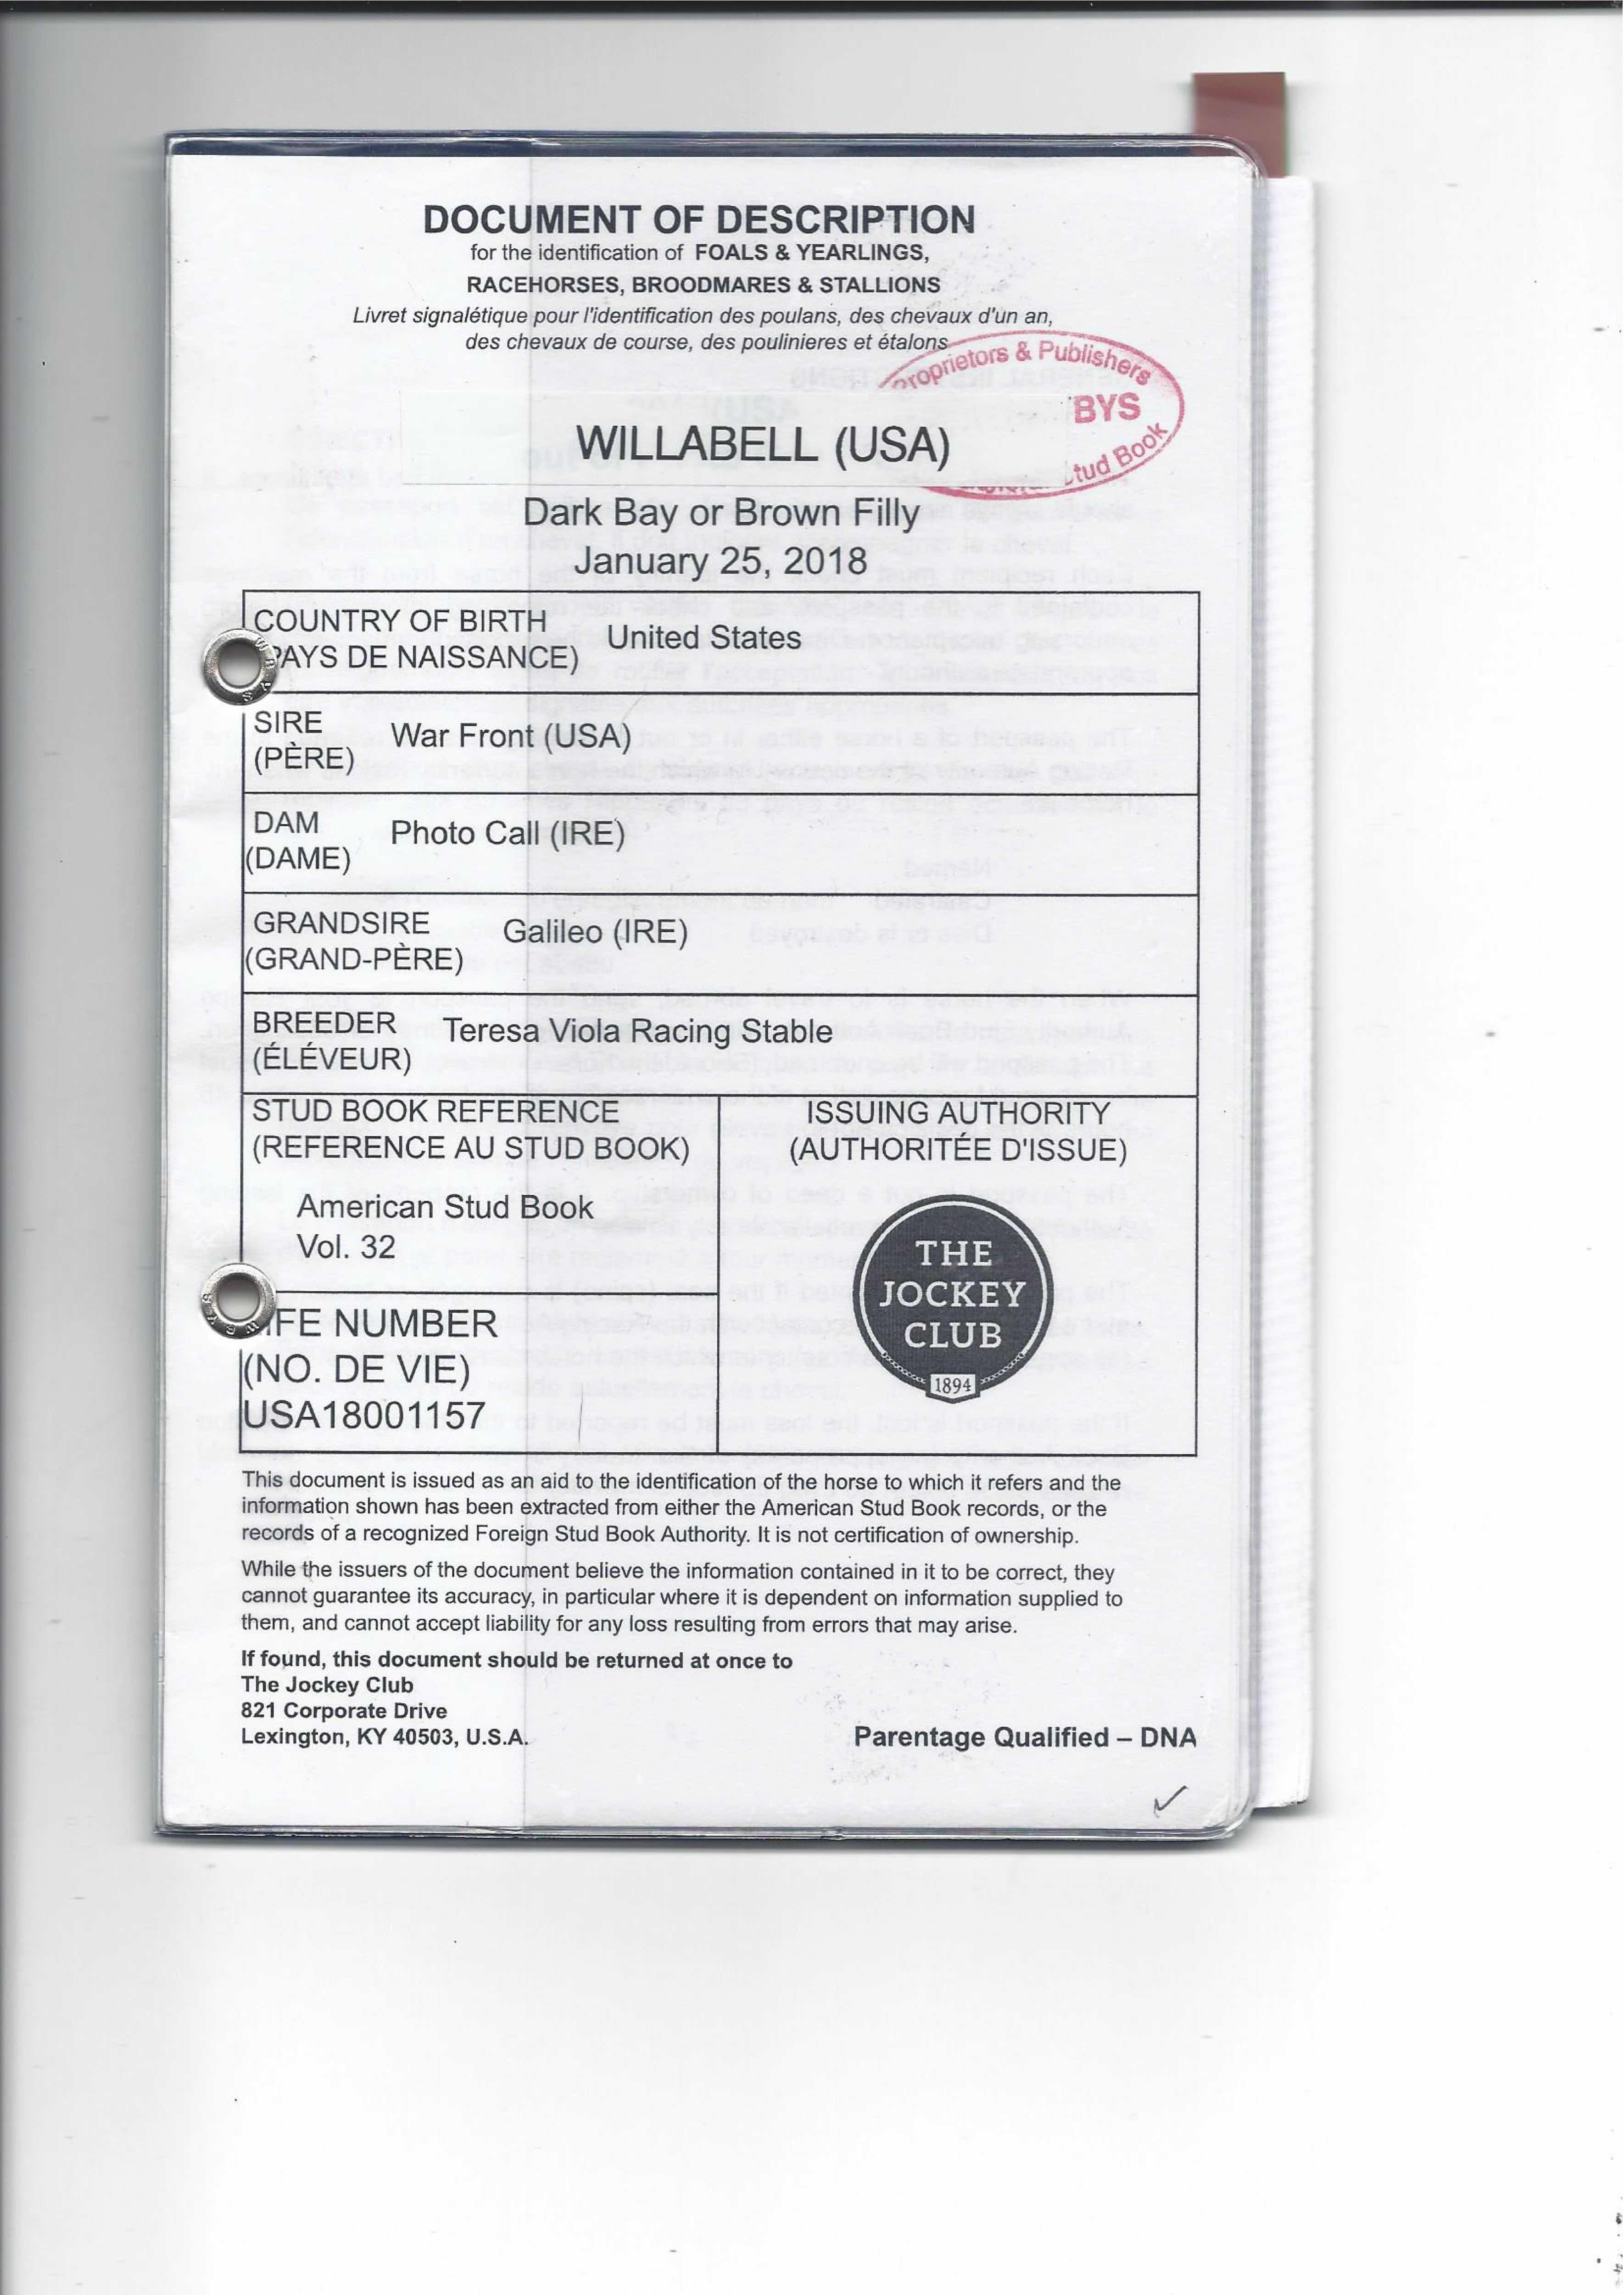 DOCUMENT OF DESCRIPTION
for the identification of FOALS & YEARLINGS,
RACEHORSES, BROODMARES & STALLIONS
Livret signalétique pour l'identification des poulans, des chevaux d'un an,
des chevaux de course, des poulinieres et étalons
roprietors & Publishers
BYS
tud Book
WILLABELL (USA)
Dark Bay or Brown Filly
January 25, 2018
COUNTRY OF BIRTH United States
PAYS DE NAISSANCE)
SIRE War Front (USA)
(PÈRE)
DAM Photo Call (IRE)
(DAME)
GRANDSIRE Galileo (IRE)
(GRAND-PÈRE)
BREEDER Teresa Viola Racing Stable
(ÉLÉVEUR)
STUD BOOK REFERENCE
(REFERENCE AU STUD BOOK)
American Stud Book
Vol. 32
ISSUING AUTHORITY
(AUTHORITÉE D'ISSUE)
THE
JOCKEY
CLUB
1894
IFE NUMBER
(NO. DE VIE)
USA18001157
This document is issued as an aid to the identification of the horse to which it refers and the
information shown has been extracted from either the American Stud Book records, or the
records of a recognized Foreign Stud Book Authority. It is not certification of ownership.
While the issuers of the document believe the information contained in it to be correct, they
cannot guarantee its accuracy, in particular where it is dependent on information supplied to
them, and cannot accept liability for any loss resulting from errors that may arise.
If found, this document should be returned at once to
The Jockey Club
821 Corporate Drive
Lexington, KY 40503, U.S.A.
Parentage Qualified – DNA